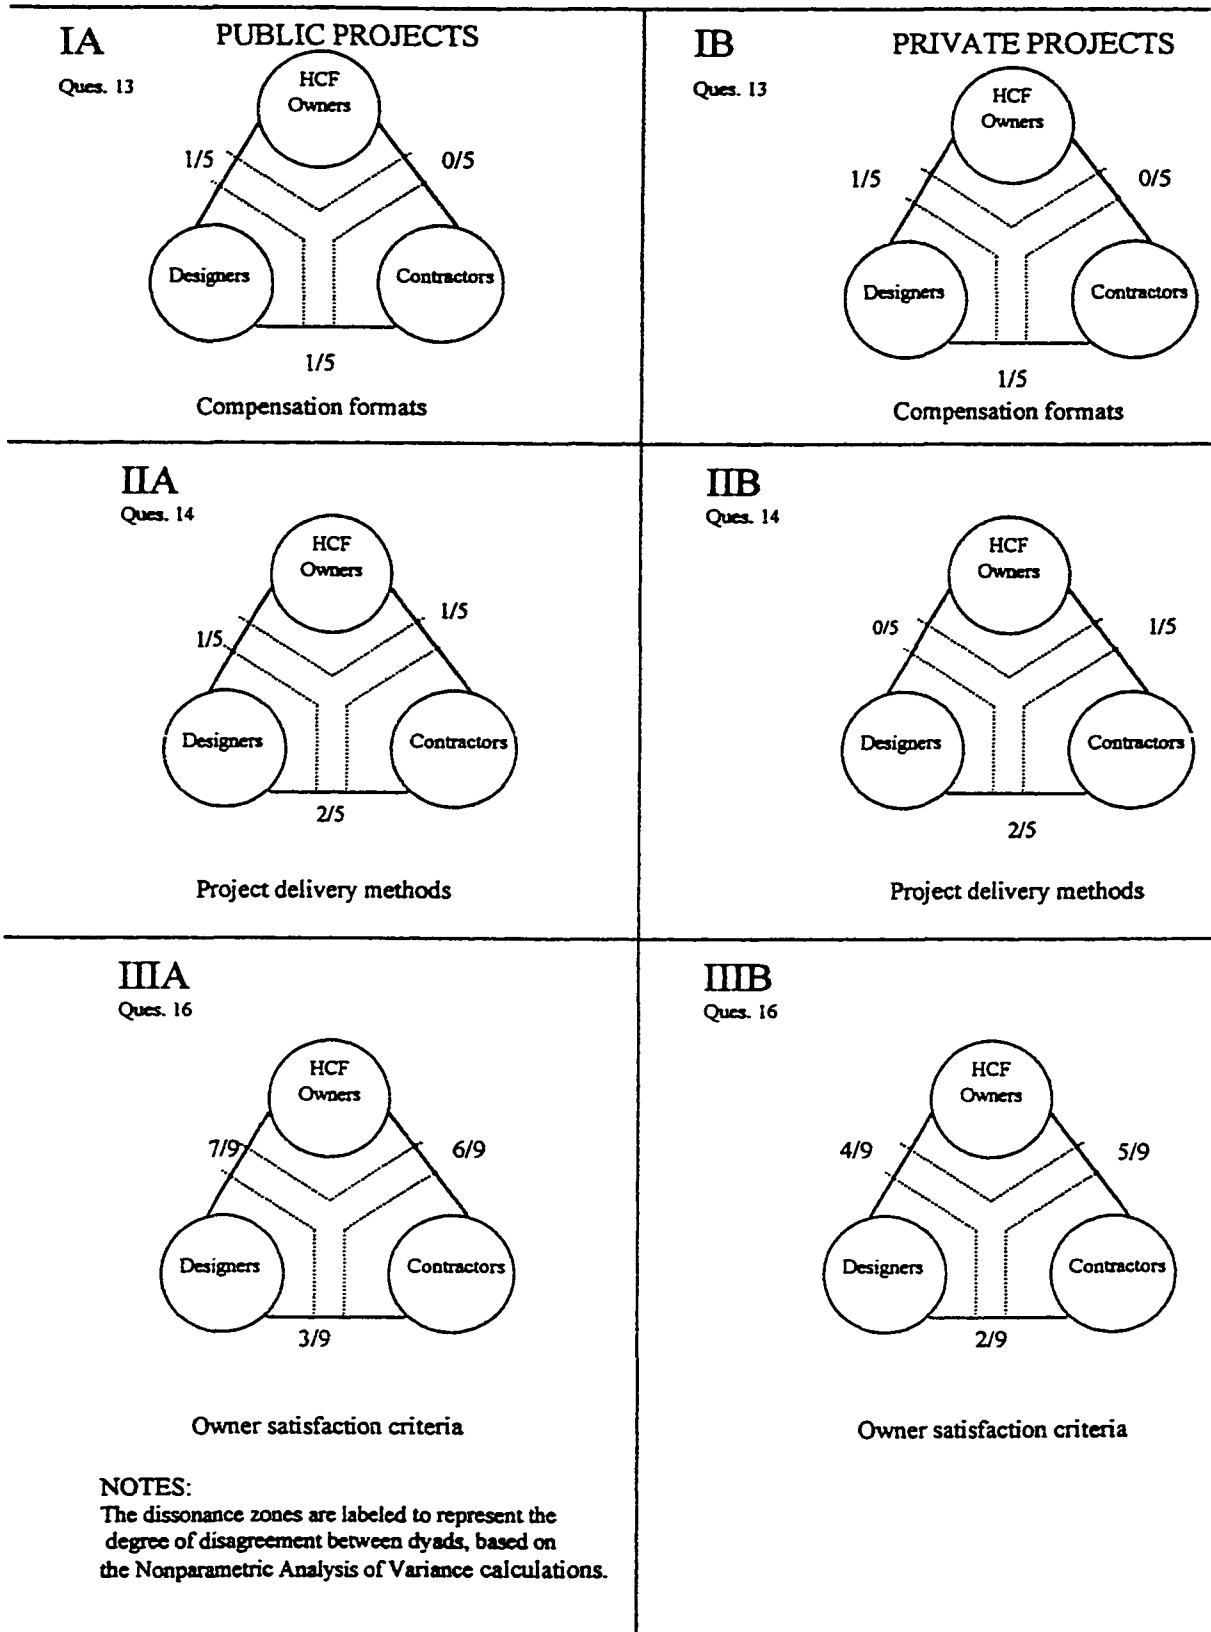 IA
PUBLIC PROJECTS
Ques. 13
HCF
Owners
1/5
0/5
Designers
Contractors
1/5
Compensation formats
IB
PRIVATE PROJECTS
Ques. 13
HCF
Owners
1/5
0/5
Designers
Contractors
1/5
Compensation formats
IIA
Ques. 14
HCF
Owners
1/5
1/5
Designers
Contractors
2/5
Project delivery methods
IIB
Ques. 14
HCF
Owners
0/5
1/5
Designers
Contractors
2/5
Project delivery methods
IIIA
Ques. 16
HCF
Owners
7/9
6/9
Designers
Contractors
3/9
Owner satisfaction criteria
NOTES:
The dissonance zones are labeled to represent the
degree of disagreement between dyads, based on
the Nonparametric Analysis of Variance calculations.
IIIB
Ques. 16
HCF
Owners
4/9
5/9
Designers
Contractors
2/9
Owner satisfaction criteria